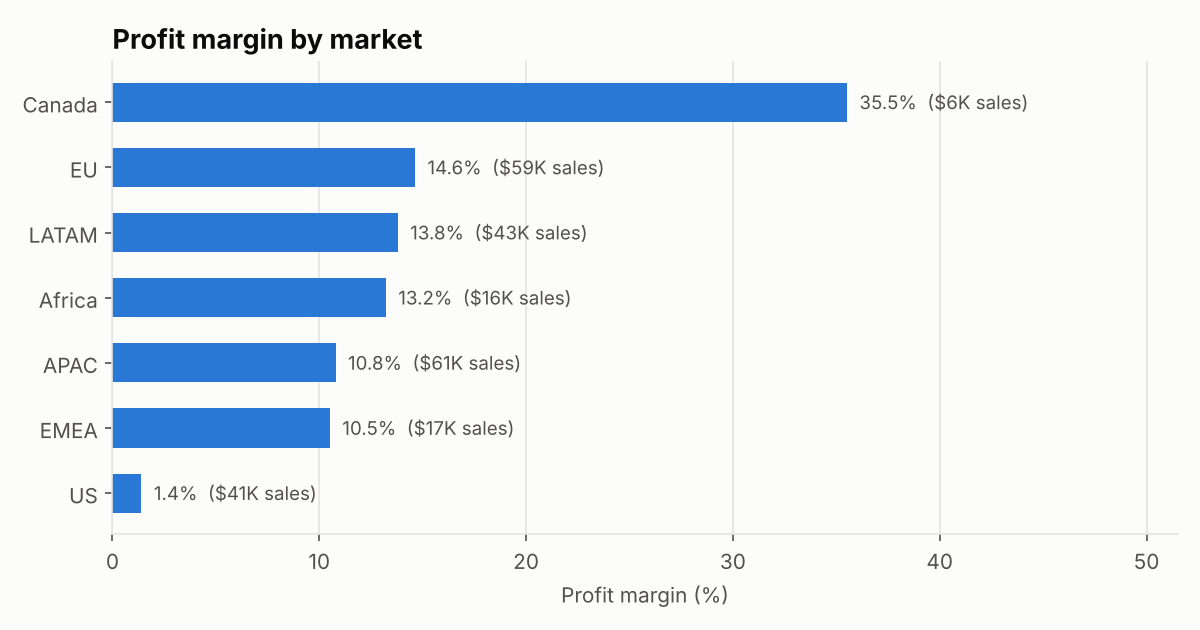 Profit margin by market
Canada 35.5% ($6K sales)
EU 14.6% ($59K sales)
LATAM 13.8% ($43K sales)
Africa 13.2% ($16K sales)
APAC 10.8% ($61K sales)
EMEA 10.5% ($17K sales)
US 1.4% ($41K sales)
0 10 20 30 40 50
Profit margin (%)